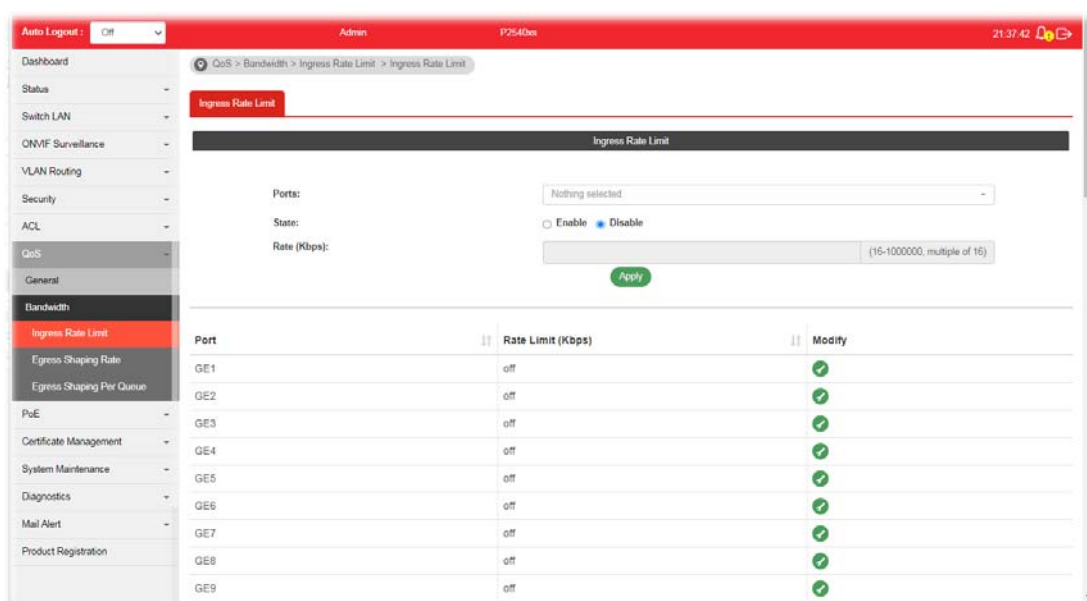 Auto Logout : Off Admin P2540xs 21:37:42
Dashboard
Status
Switch LAN
ONVIF Surveillance
VLAN Routing
Security
ACL
QoS
General
Bandwidth
Ingress Rate Limit
Egress Shaping Rate
Egress Shaping Per Queue
PoE
Certificate Management
System Maintenance
Diagnostics
Mail Alert
Product Registration
QoS > Bandwidth > Ingress Rate Limit > Ingress Rate Limit
Ingress Rate Limit
Ingress Rate Limit
Ports: Nothing selected
State: Enable Disable
Rate (Kbps): (16-1000000, multiple of 16)
Apply
Port Rate Limit (Kbps) Modify
GE1 off
GE2 off
GE3 off
GE4 off
GE5 off
GE6 off
GE7 off
GE8 off
GE9 off